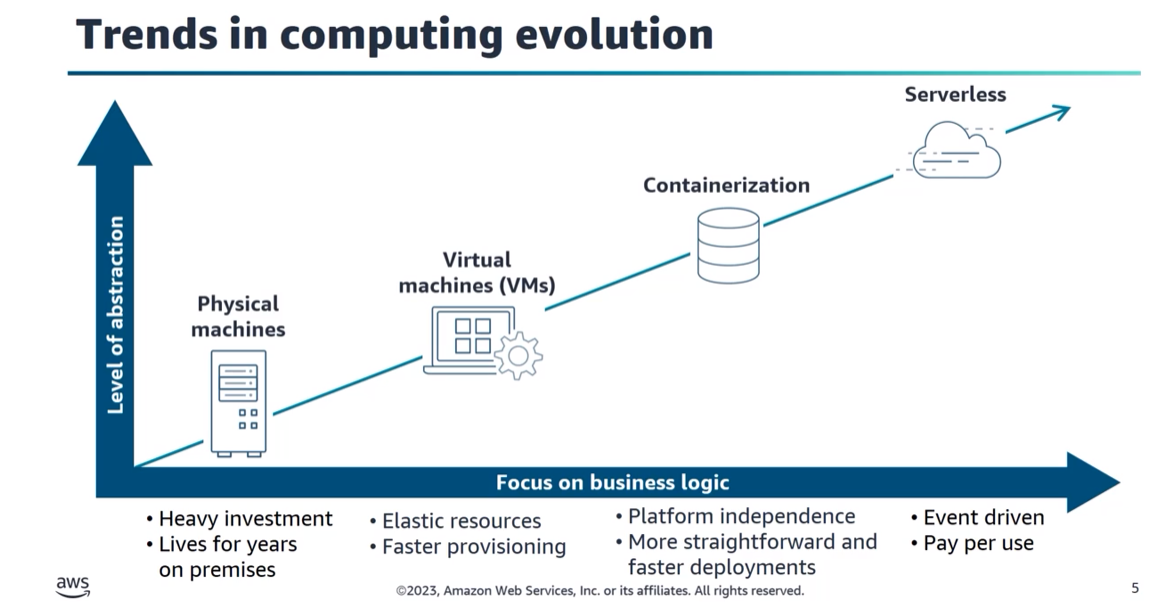 Trends in computing evolution
Level of abstraction
Physical
machines
Virtual
machines (VMs)
Containerization
Serverless
Focus on business logic
• Heavy investment
• Lives for years
on premises
• Elastic resources
• Faster provisioning
• Platform independence
• More straightforward and
faster deployments
• Event driven
• Pay per use
aws
©2023, Amazon Web Services, Inc. or its affiliates. All rights reserved.
5